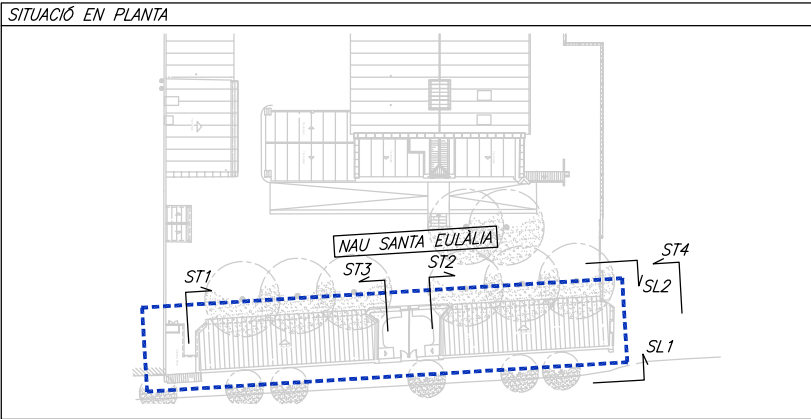 SITUACIÓ EN PLANTA
NAU SANTA EULÀLIA
ST1
ST3
ST2
ST4
SL2
SL1